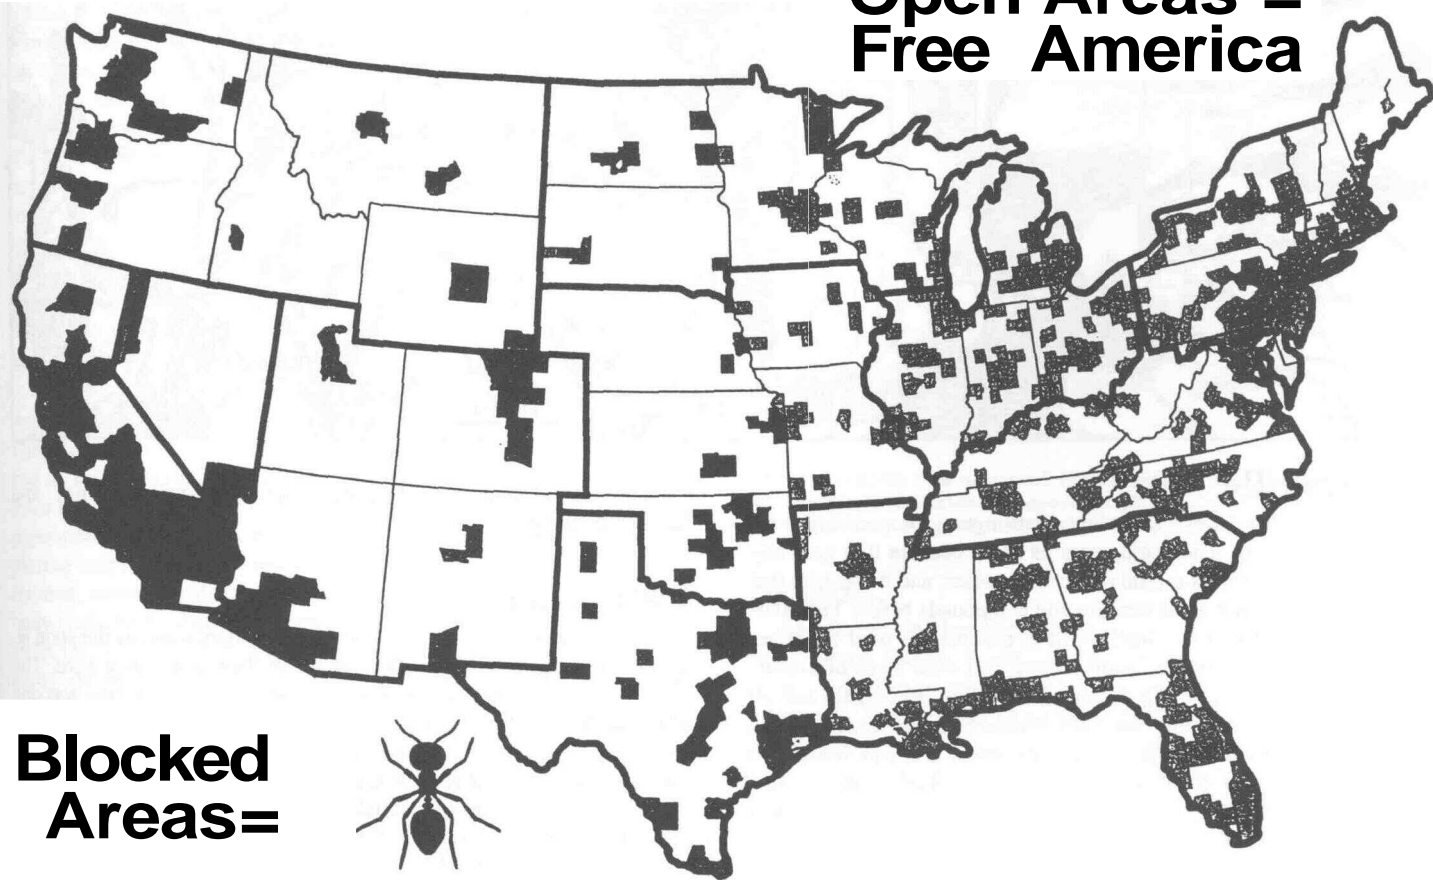 Open Areas =
Free America
Blocked
Areas=